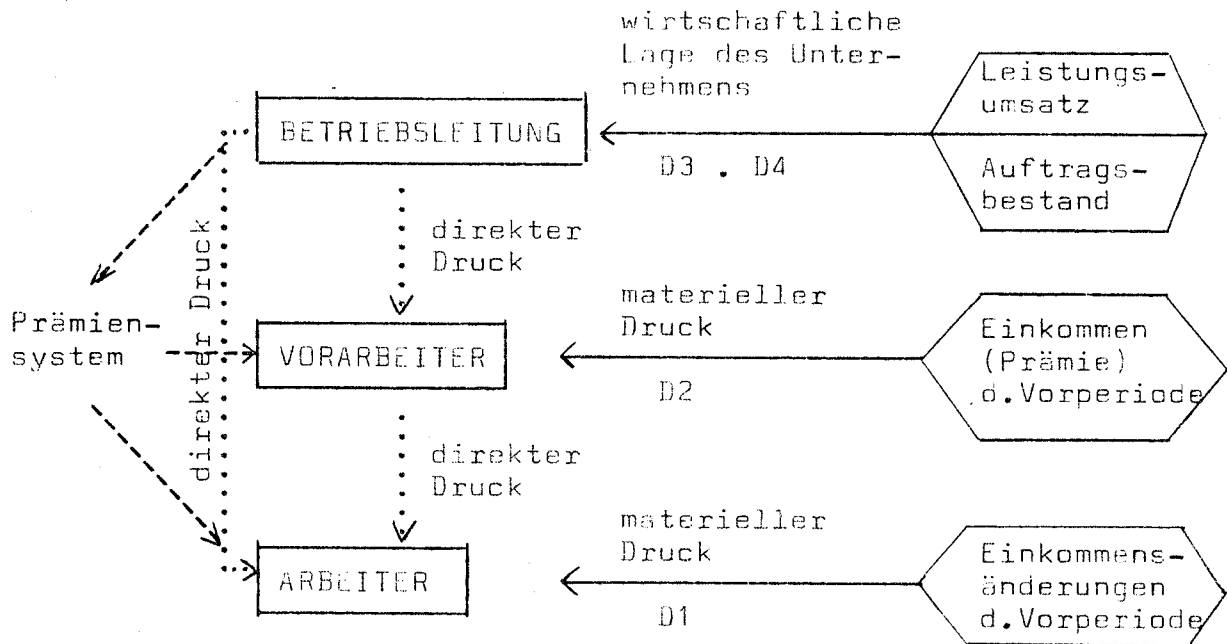 wirtschaftliche
Lage des Unter-
nehmens
Leistungs-
umsatz
BETRIEBSLEITUNG
D3 . D4
Auftrags-
bestand
direkter
Druck
direkter Druck
Prämien-
system
materieller
Druck
Einkommen
(Prämie)
d.Vorperiode
VORARBEITER
D2
direkter
Druck
materieller
Druck
Einkommens-
änderungen
d.Vorperiode
ARBEITER
D1